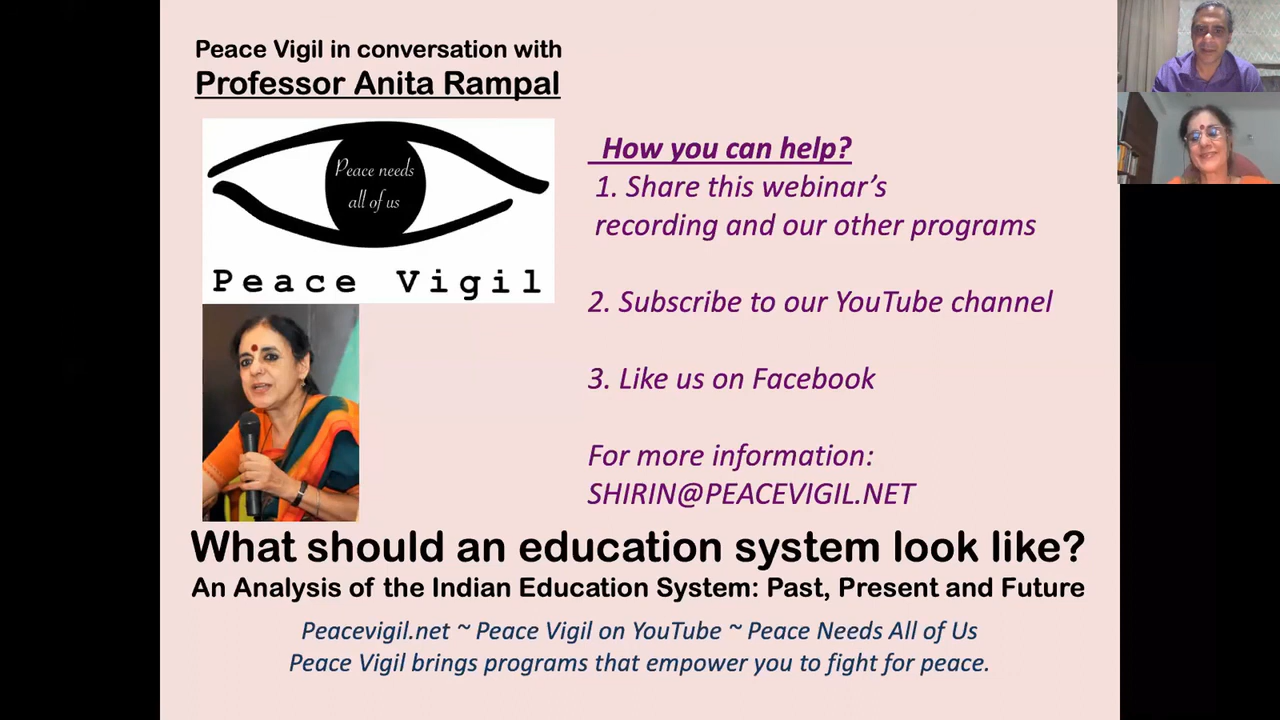 Peace Vigil in conversation with
Professor Anita Rampal
Peace needs
all of us
Peace Vigil
How you can help?
1. Share this webinar’s
recording and our other programs
2. Subscribe to our YouTube channel
3. Like us on Facebook
For more information:
SHIRIN@PEACEVIGIL.NET
What should an education system look like?
An Analysis of the Indian Education System: Past, Present and Future
Peacevigil.net ~ Peace Vigil on YouTube ~ Peace Needs All of Us
Peace Vigil brings programs that empower you to fight for peace.